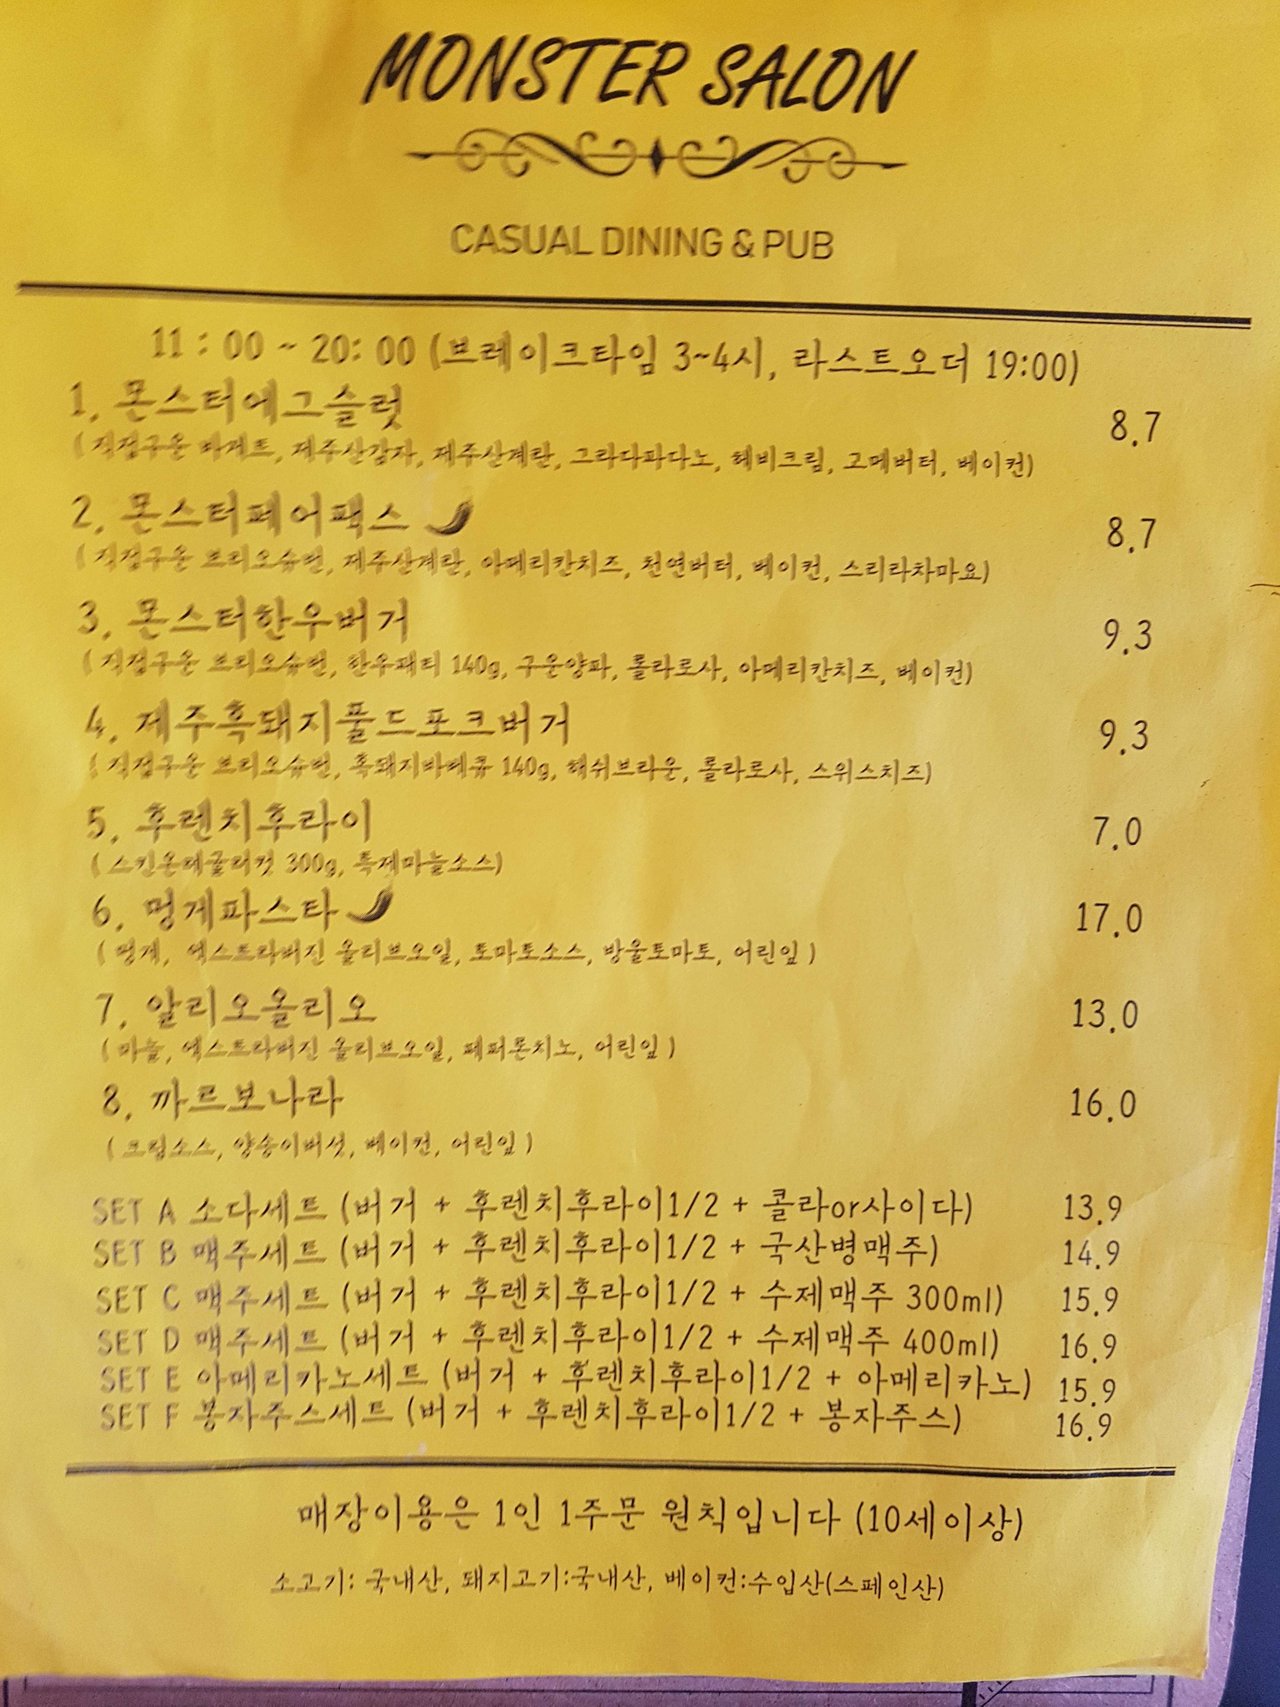 MONSTER SALON
CASUAL DINING & PUB
11 : 00 ~ 20: 00 (브레이크타임 3~4시, 라스트오더 19:00)
1. 몬스터에그슬럿 8.7
( 직접구운 바게트, 제주산감자, 제주산계란, 그라나파다노, 헤비크림, 고메버터, 베이컨)
2. 몬스터페어팩스 8.7
( 직접구운 브리오슈번, 제주산계란, 아메리칸치즈, 천연버터, 베이컨, 스리라차마요)
3. 몬스터한우버거 9.3
( 직접구운 브리오슈번, 한우패티 140g, 구운양파, 롤라로사, 아메리칸치즈, 베이컨)
4. 제주흑돼지풀드포크버거 9.3
( 직접구운 브리오슈번, 흑돼지바베큐 140g, 해쉬브라운, 롤라로사, 스위스치즈)
5. 후렌치후라이 7.0
( 스킨온레귤러컷 300g, 특제마늘소스)
6. 멍게파스타 17.0
( 멍게, 엑스트라버진 올리브오일, 토마토소스, 방울토마토, 어린잎 )
7. 알리오올리오 13.0
( 마늘, 엑스트라버진 올리브오일, 페퍼론치노, 어린잎 )
8. 까르보나라 16.0
( 크림소스, 양송이버섯, 베이컨, 어린잎 )
SET A 소다세트 (버거 + 후렌치후라이1/2 + 콜라or사이다) 13.9
SET B 맥주세트 (버거 + 후렌치후라이1/2 + 국산병맥주) 14.9
SET C 맥주세트 (버거 + 후렌치후라이1/2 + 수제맥주 300ml) 15.9
SET D 맥주세트 (버거 + 후렌치후라이1/2 + 수제맥주 400ml) 16.9
SET E 아메리카노세트 (버거 + 후렌치후라이1/2 + 아메리카노) 15.9
SET F 봉자주스세트 (버거 + 후렌치후라이1/2 + 봉자주스) 16.9
매장이용은 1인 1주문 원칙입니다 (10세이상)
소고기: 국내산, 돼지고기:국내산, 베이컨:수입산(스페인산)